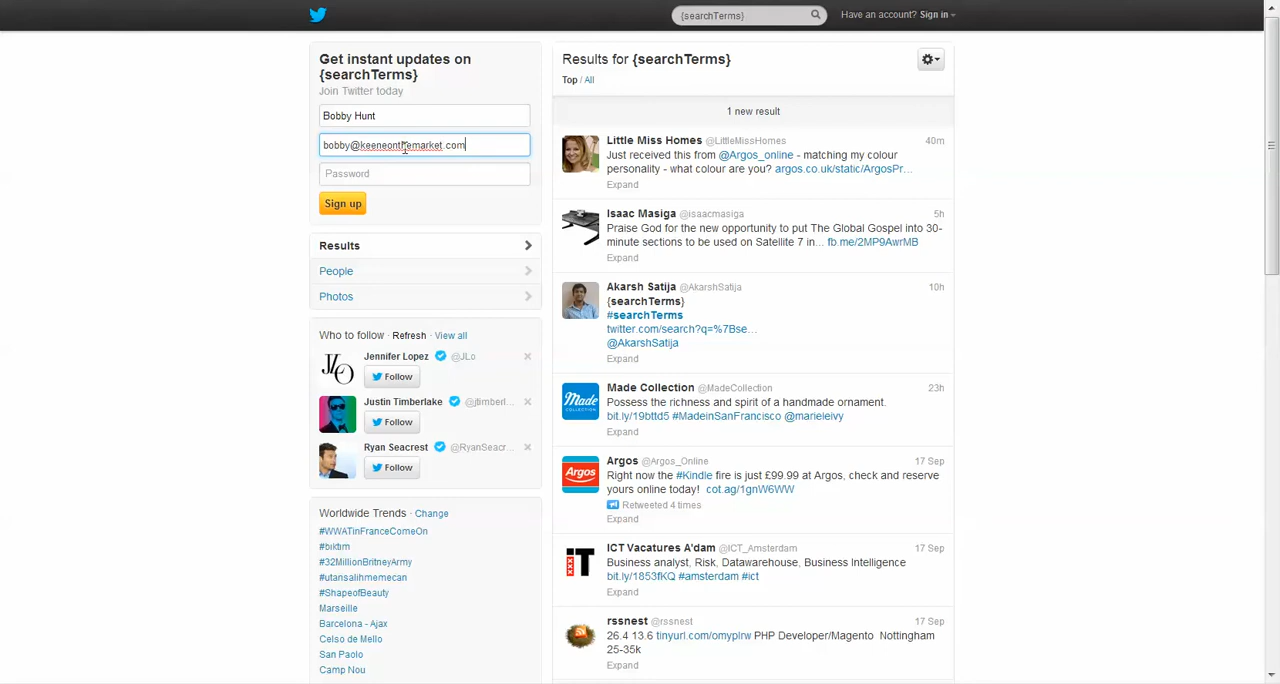 {searchTerms}
Have an account? Sign in
Get instant updates on
{searchTerms}
Join Twitter today
Bobby Hunt
bobby@keeneonthemarket.com
Password
Sign up
Results
People
Photos
Who to follow · Refresh · View all
Jennifer Lopez @JLo
Follow
Justin Timberlake @jtimberl...
Follow
Ryan Seacrest @RyanSeacr...
Follow
Worldwide Trends · Change
#WWATinFranceComeOn
#bıktım
#32MillionBritneyArmy
#utansalihmemecan
#ShapeofBeauty
Marseille
Barcelona - Ajax
Celso de Mello
San Paolo
Camp Nou
Results for {searchTerms}
Top / All
1 new result
Little Miss Homes @LittleMissHomes 40m
Just received this from @Argos_online - matching my colour
personality - what colour are you? argos.co.uk/static/ArgosPr...
Expand
Isaac Masiga @isaacmasiga 5h
Praise God for the new opportunity to put The Global Gospel into 30-
minute sections to be used on Satellite 7 in... fb.me/2MP9AwrMB
Expand
Akarsh Satija @AkarshSatija 10h
{searchTerms}
#searchTerms
twitter.com/search?q=%7Bse...
@AkarshSatija
Expand
Made Collection @MadeCollection 23h
Possess the richness and spirit of a handmade ornament.
bit.ly/19bttd5 #MadeinSanFrancisco @marieleivy
Expand
Argos @Argos_Online 17 Sep
Right now the #Kindle fire is just £99.99 at Argos, check and reserve
yours online today! cot.ag/1gnW6WW
Retweeted 4 times
Expand
ICT Vacatures A'dam @ICT_Amsterdam 17 Sep
Business analyst, Risk, Datawarehouse, Business Intelligence
bit.ly/1853fKQ #amsterdam #ict
Expand
rssnest @rssnest 17 Sep
26.4 13.6 tinyurl.com/omyplrw PHP Developer/Magento Nottingham
25-35k
Expand